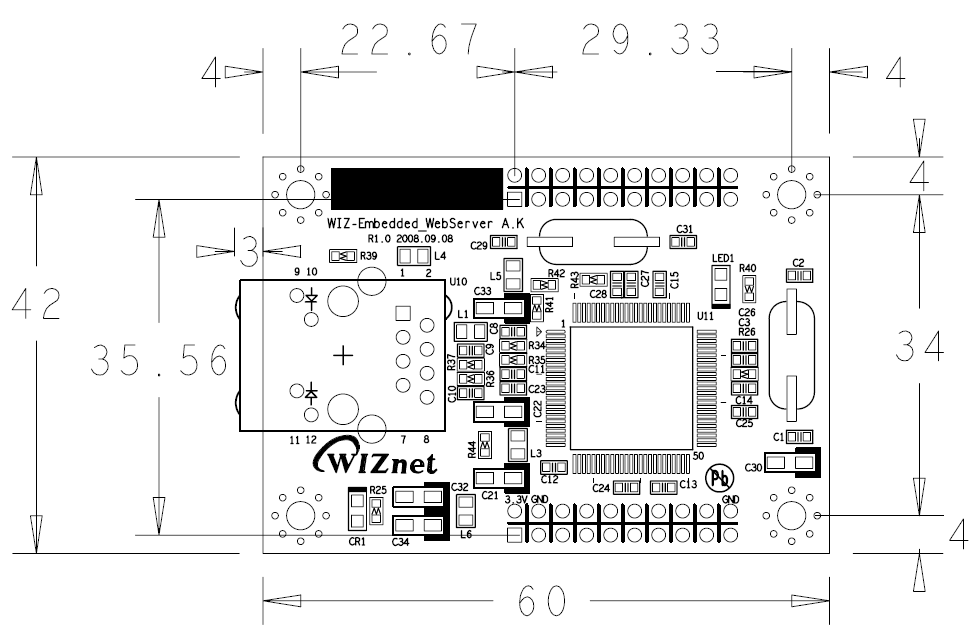 22.67
29.33
4
4
4
WIZ-Embedded_WebServer A.K
R1.0 2008.09.08
C29
C31
3
R39
L4
LED1
C2
9 10
1 2
U10
L5
R42
R43
C28
C27
C15
R40
42
C33
R41
C26
L1
C8
1
U11
C3
R26
35.56
34
R37
C9
R34
R35
R36
C11
C10
C23
C14
C22
C25
11 12
7 8
R44
L3
C1
WIZnet
50
C30
C12
Pb
C21
C24
C13
R25
C32
3.3V GND
GND
CR1
C34
L6
4
60